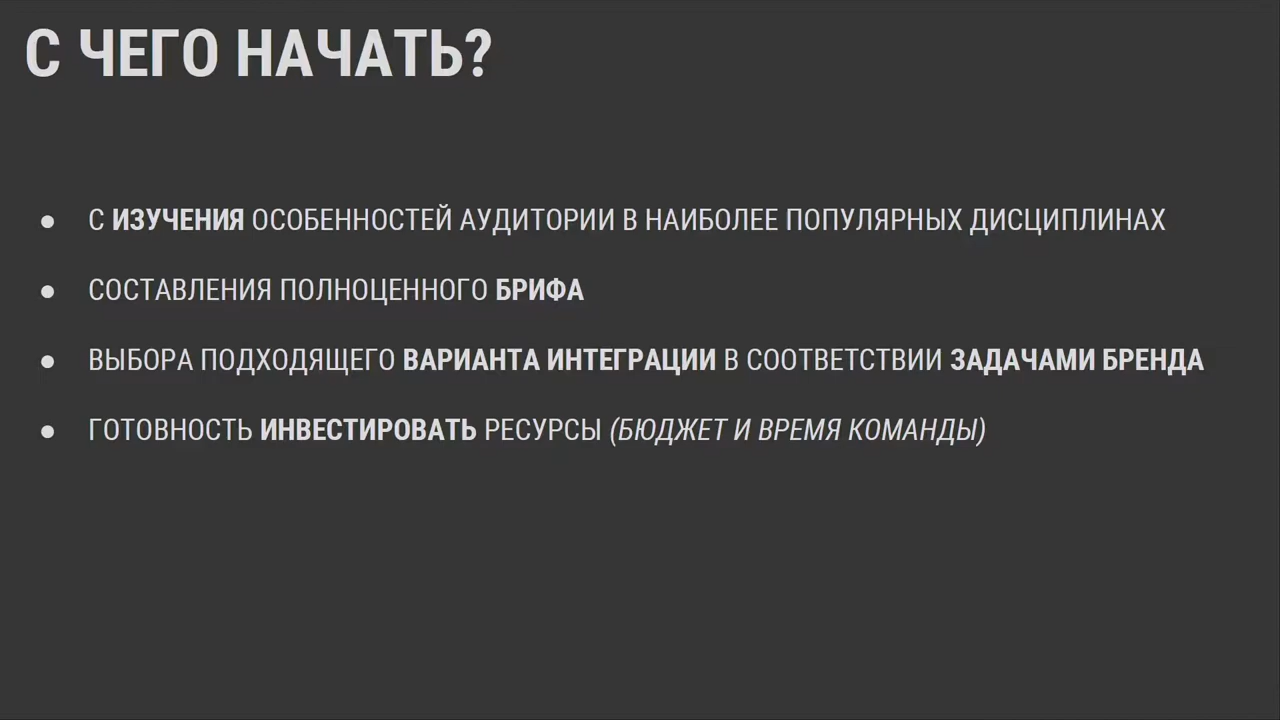 С ЧЕГО НАЧАТЬ?
● С ИЗУЧЕНИЯ ОСОБЕННОСТЕЙ АУДИТОРИИ В НАИБОЛЕЕ ПОПУЛЯРНЫХ ДИСЦИПЛИНАХ
● СОСТАВЛЕНИЯ ПОЛНОЦЕННОГО БРИФА
● ВЫБОРА ПОДХОДЯЩЕГО ВАРИАНТА ИНТЕГРАЦИИ В СООТВЕТСТВИИ ЗАДАЧАМИ БРЕНДА
● ГОТОВНОСТЬ ИНВЕСТИРОВАТЬ РЕСУРСЫ (БЮДЖЕТ И ВРЕМЯ КОМАНДЫ)